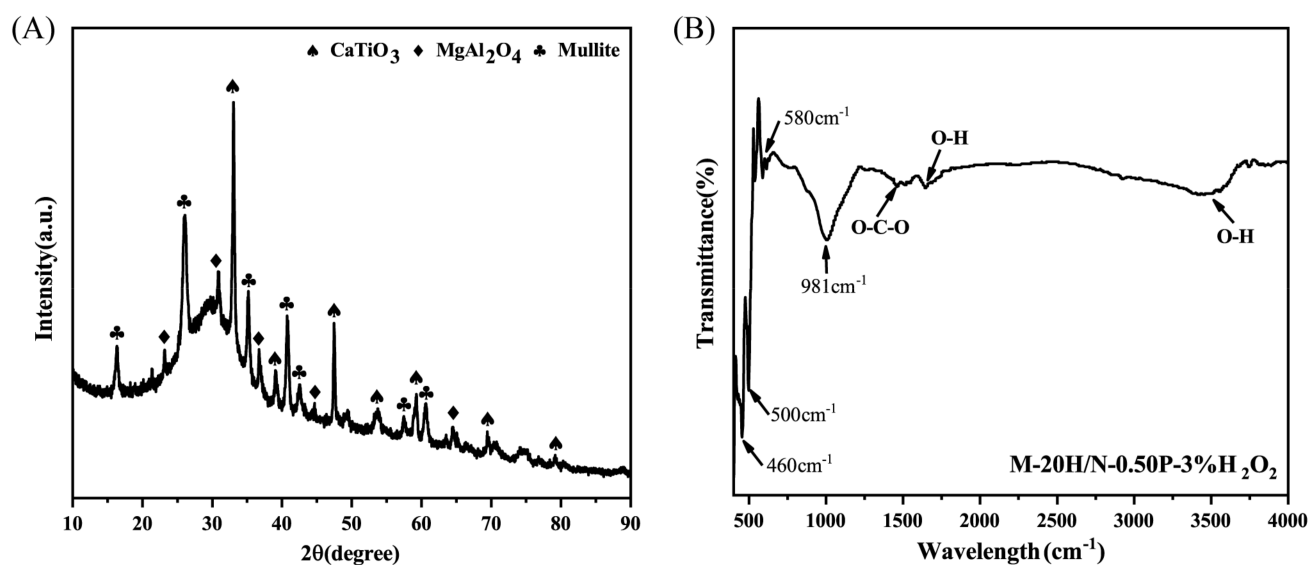 (A)
♠ CaTiO3 ♦ MgAl2O4 ♣ Mullite
Intensity(a.u.)
10 20 30 40 50 60 70 80 90
2θ(degree)
(B)
580cm-1
O-H
O-C-O
O-H
981cm-1
500cm-1
460cm-1
M-20H/N-0.50P-3%H2O2
Transmittance(%)
500 1000 1500 2000 2500 3000 3500 4000
Wavelength (cm-1)